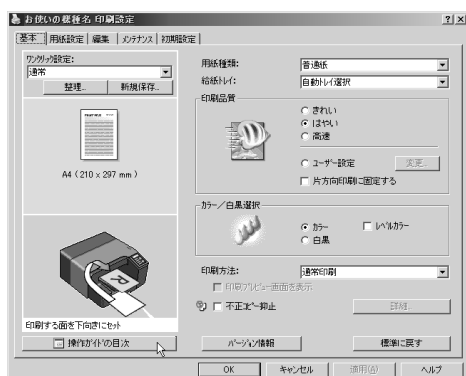 お使いの機種名 印刷設定
基本 用紙設定 編集 メンテナンス 初期設定
ワンクリック設定:
通常
整理... 新規保存...
A4 (210 x 297 mm)
印刷する面を下向きにセット
操作ガイドの目次
用紙種類: 普通紙
給紙トレイ: 自動トレイ選択
印刷品質
きれい
はやい
高速
ユーザー設定 変更...
片方向印刷に固定する
カラー/白黒選択
カラー レベルカラー
白黒
印刷方法: 通常印刷
印刷プレビュー画面を表示
不正コピー抑止 詳細...
バージョン情報 標準に戻す
OK キャンセル 適用(A) ヘルプ